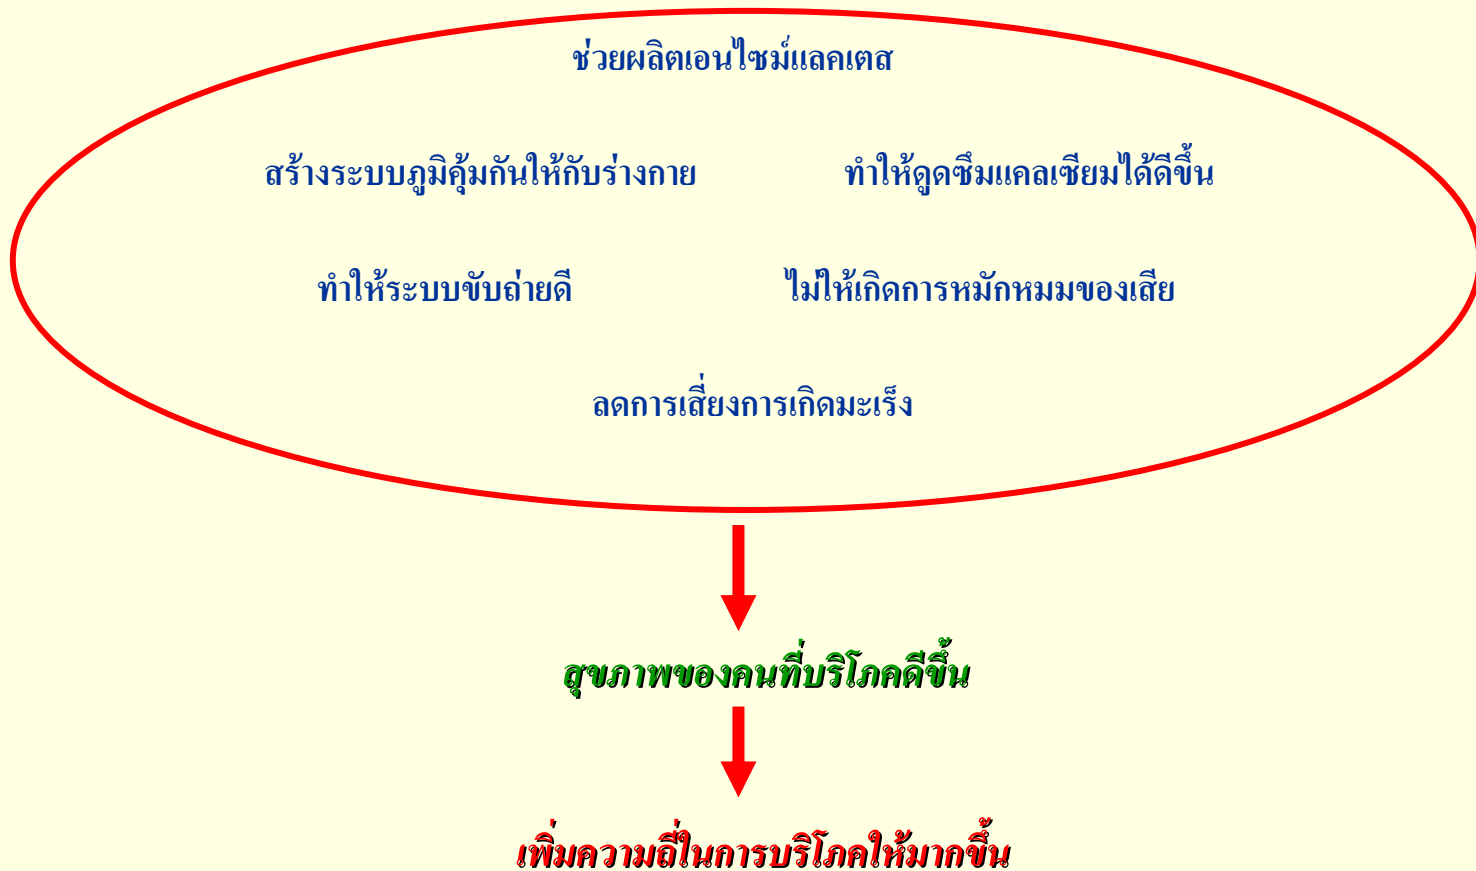 ช่วยผลิตเอนไซม์แลคเตส
สร้างระบบภูมิคุ้มกันให้กับร่างกาย ทำให้ดูดซึมแคลเซียมได้ดีขึ้น
ทำให้ระบบขับถ่ายดี ไม่ให้เกิดการหมักหมมของเสีย
ลดการเสี่ยงการเกิดมะเร็ง
สุขภาพของคนที่บริโภคดีขึ้น
เพิ่มความถี่ในการบริโภคให้มากขึ้น